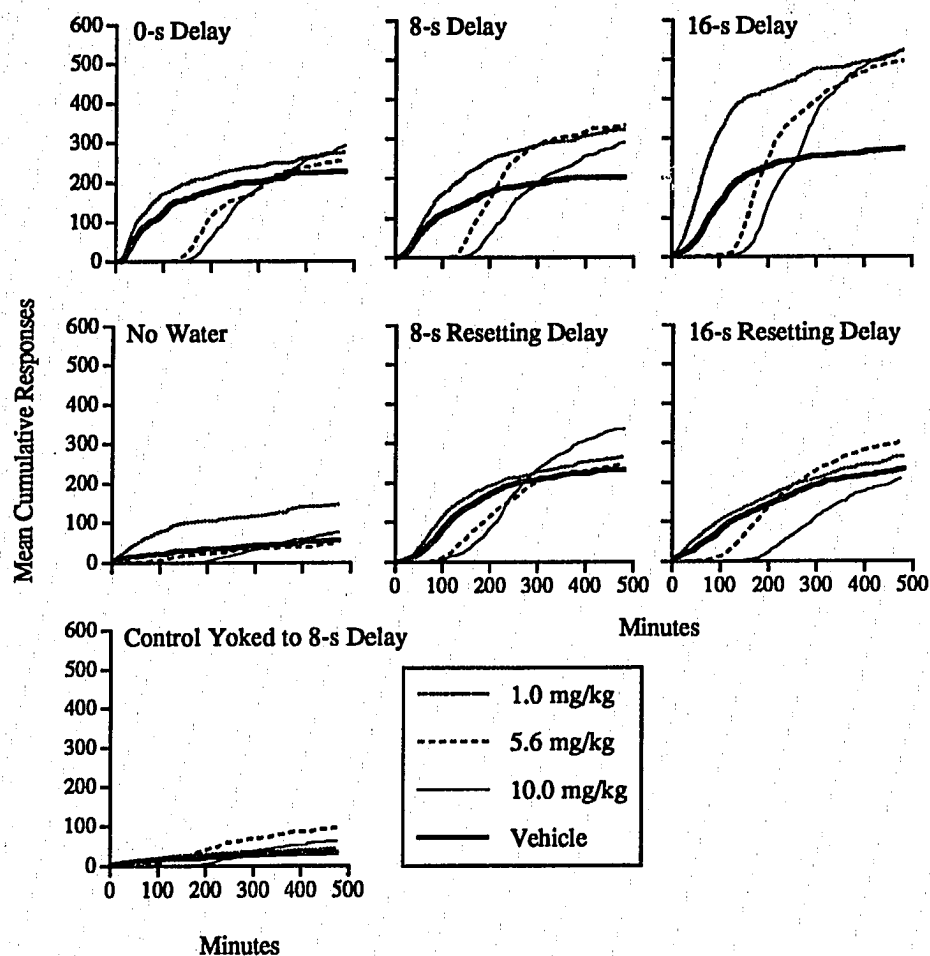 0-s Delay
8-s Delay
16-s Delay
600
500
400
300
200
100
0
No Water
8-s Resetting Delay
16-s Resetting Delay
600
500
400
300
200
100
0
Mean Cumulative Responses
0 100 200 300 400 500
0 100 200 300 400 500
Minutes
Control Yoked to 8-s Delay
600
500
400
300
200
100
0
0 100 200 300 400 500
Minutes
1.0 mg/kg
5.6 mg/kg
10.0 mg/kg
Vehicle